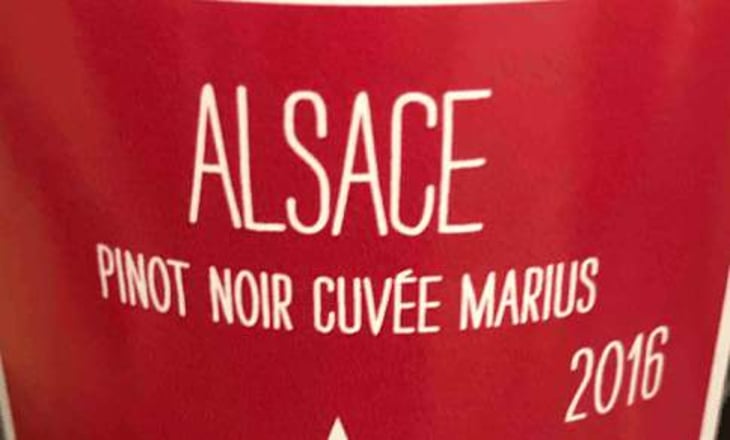 ALSACE
PINOT NOIR CUVÉE MARIUS
2016